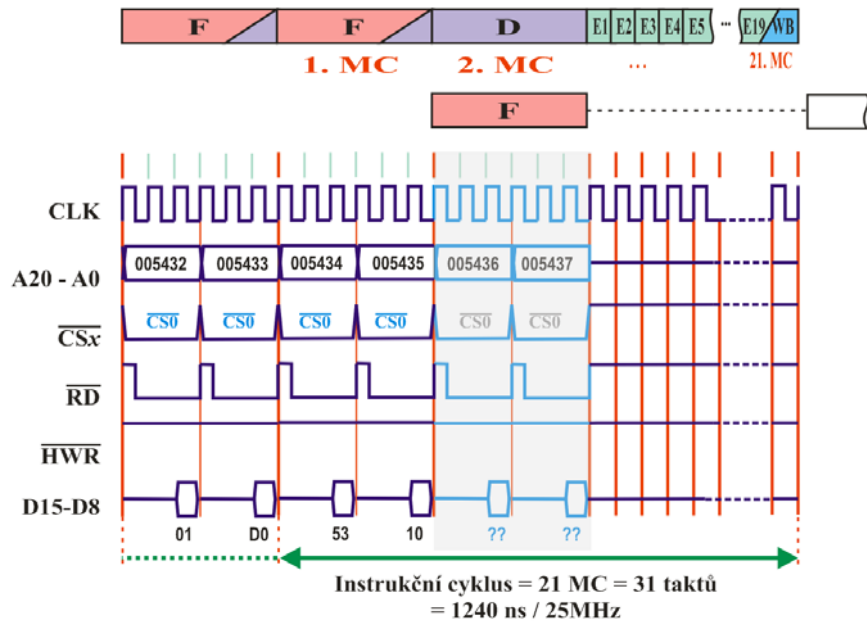 F F D E1 E2 E3 E4 E5 ... E19 WB
1. MC 2. MC ... 21. MC
F
CLK
A20 - A0 005432 005433 005434 005435 005436 005437
CSx CS0 CS0 CS0 CS0 CS0 CS0
RD
HWR
D15-D8
01 D0 53 10 ?? ??
Instrukční cyklus = 21 MC = 31 taktů
= 1240 ns / 25MHz